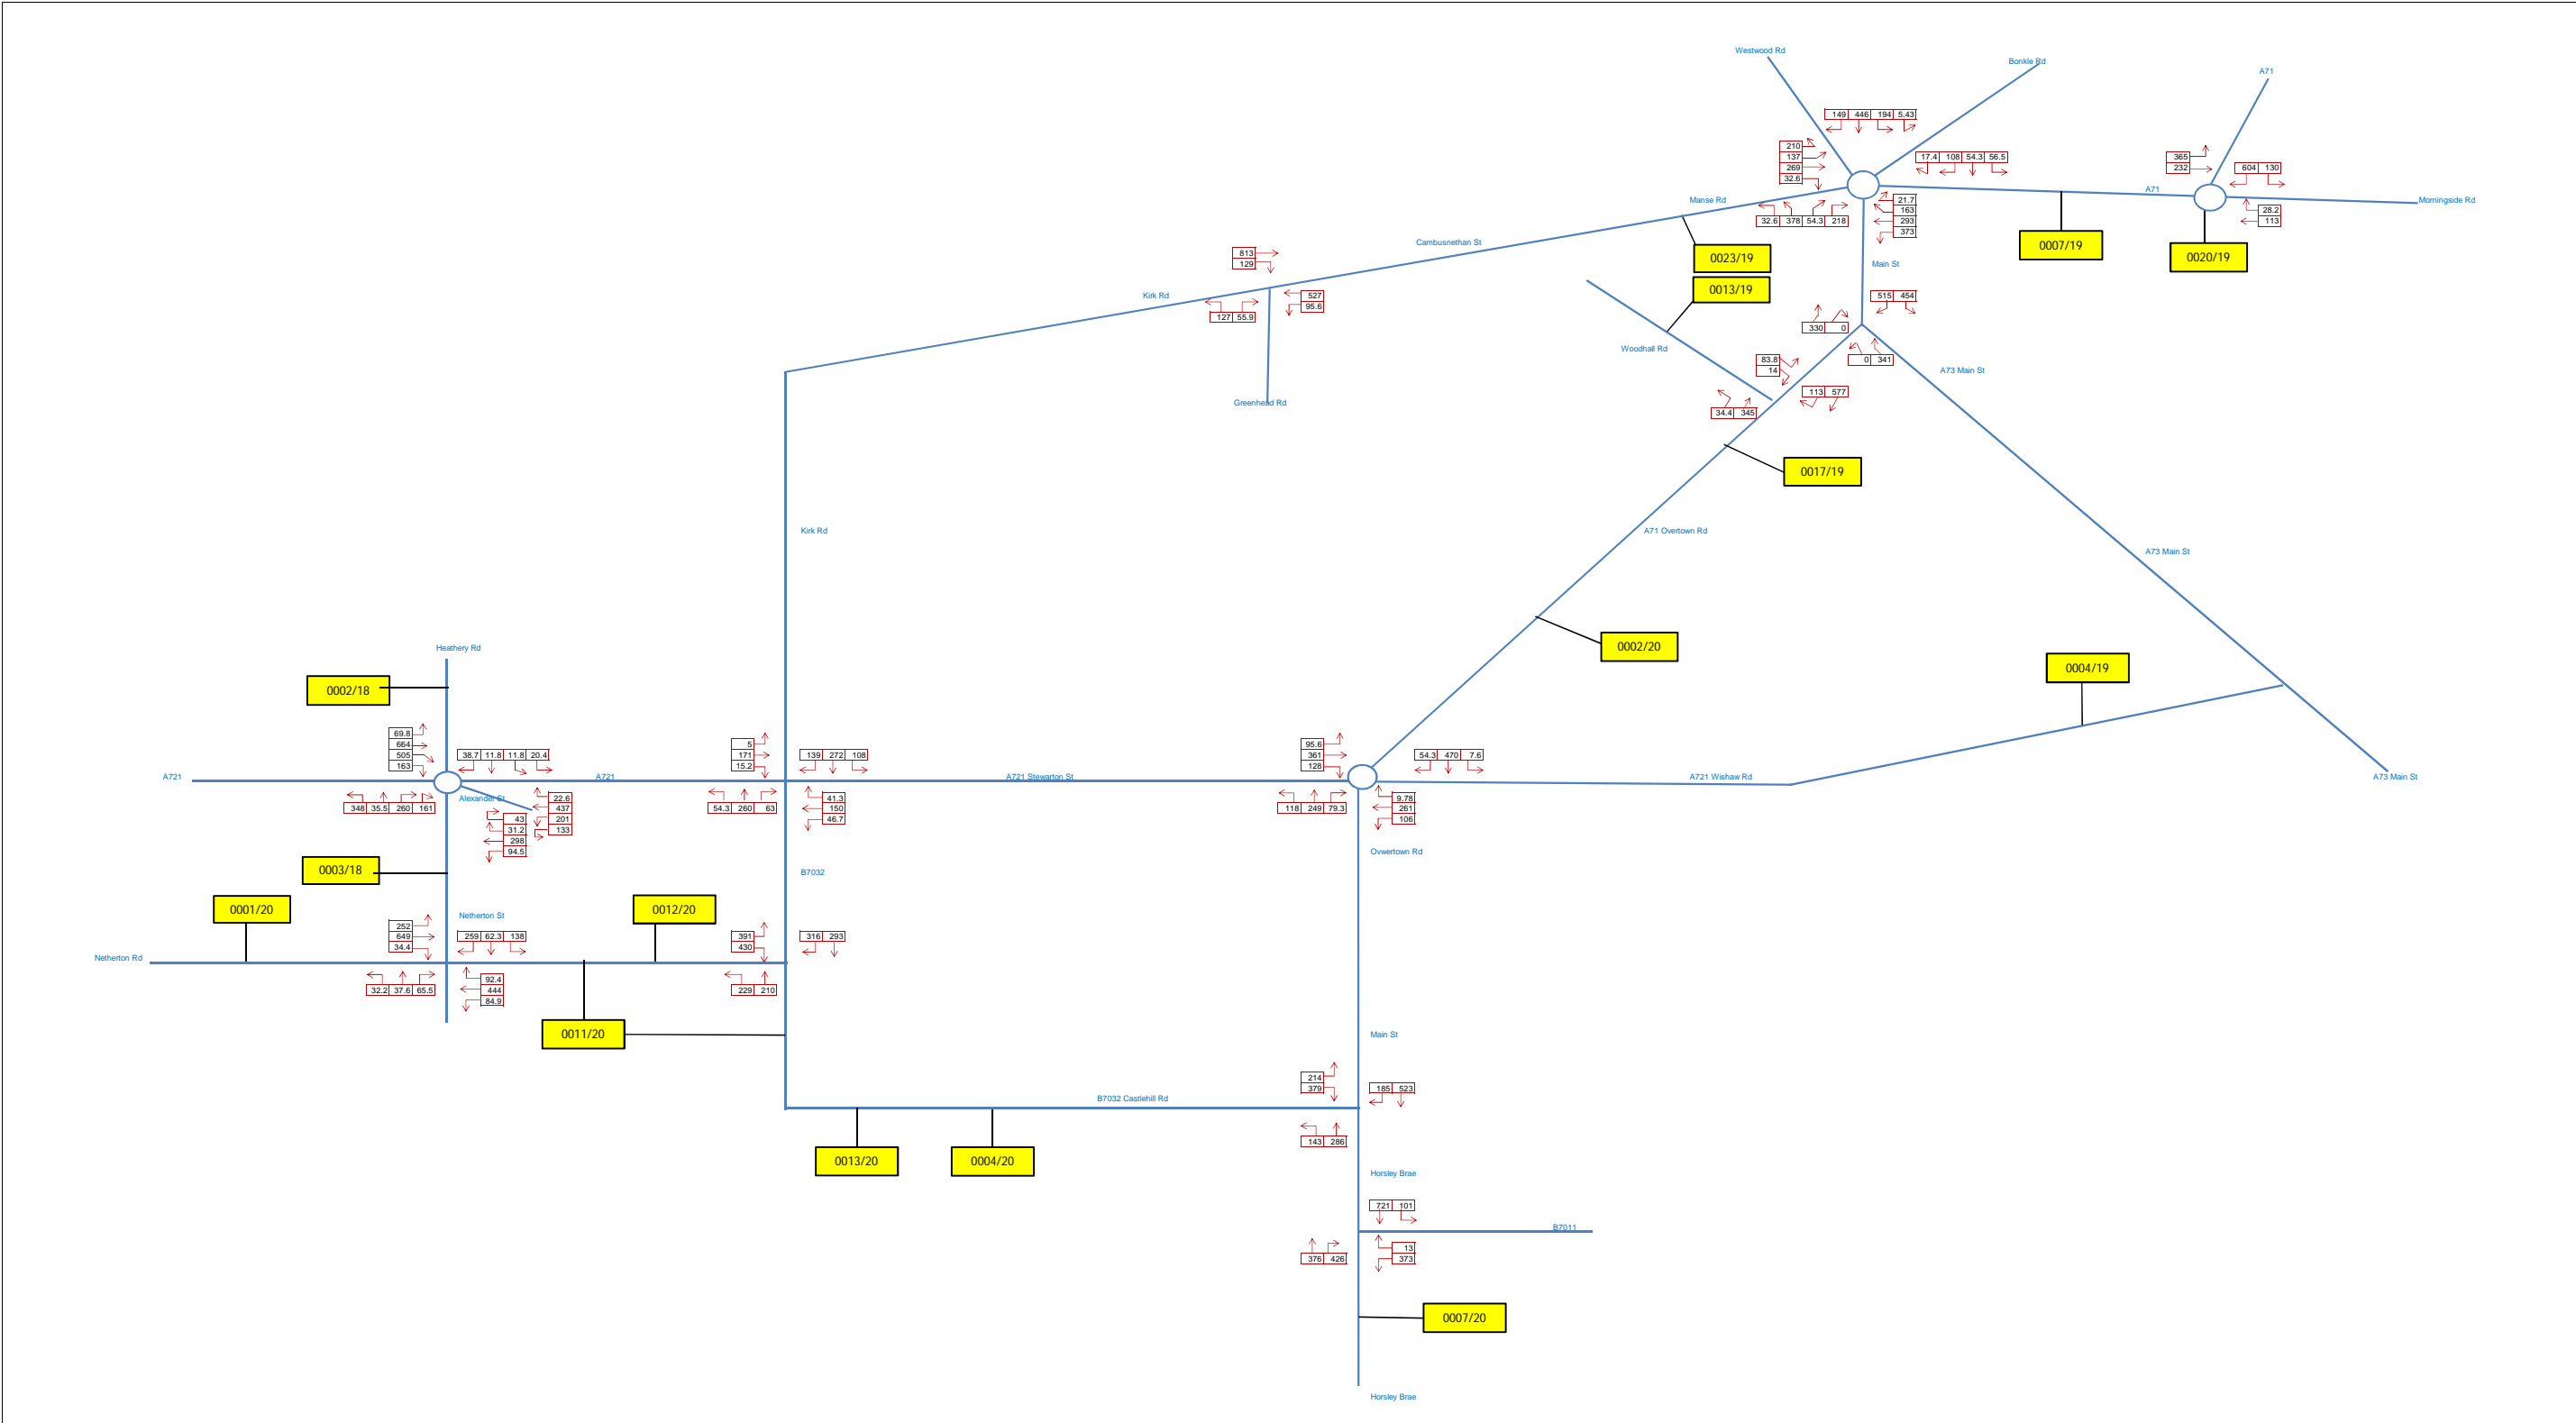 Westwood Rd
Bonkle Rd
A71
149 446 194 5.43
210
137
269
32.6
17.4 108 54.3 56.5
365
232
604 130
Manse Rd
A71
Morningside Rd
21.7
163
293
373
32.6 378 54.3 218
28.2
113
Cambusnethan St
0023/19
0007/19
0020/19
813
129
Main St
0013/19
Kirk Rd
527
95.6
127 55.9
515 454
330 0
Woodhall Rd
83.8
14
0 341
A73 Main St
113 577
34.4 345
Greenhead Rd
0017/19
Kirk Rd
A71 Overtown Rd
A73 Main St
Heathery Rd
0002/20
0004/19
0002/18
69.8
664
505
163
38.7 11.8 11.8 20.4
5
171
15.2
139 272 108
95.6
361
128
54.3 470 7.6
A721
A721
A721 Stewarton St
A721 Wishaw Rd
A73 Main St
Alexander St
348 35.5 260 161
22.6
437
201
133
43
31.2
298
94.5
54.3 260 63
41.3
150
46.7
118 249 79.3
9.78
261
106
Ovwertown Rd
0003/18
B7032
0001/20
0012/20
Netherton St
252
649
34.4
259 62.3 138
391
430
316 293
Netherton Rd
32.2 37.6 65.5
92.4
444
84.9
229 210
0011/20
Main St
214
379
185 523
B7032 Castlehill Rd
143 286
0013/20
0004/20
Horsley Brae
721 101
B7011
376 426
13
373
0007/20
Horsley Brae